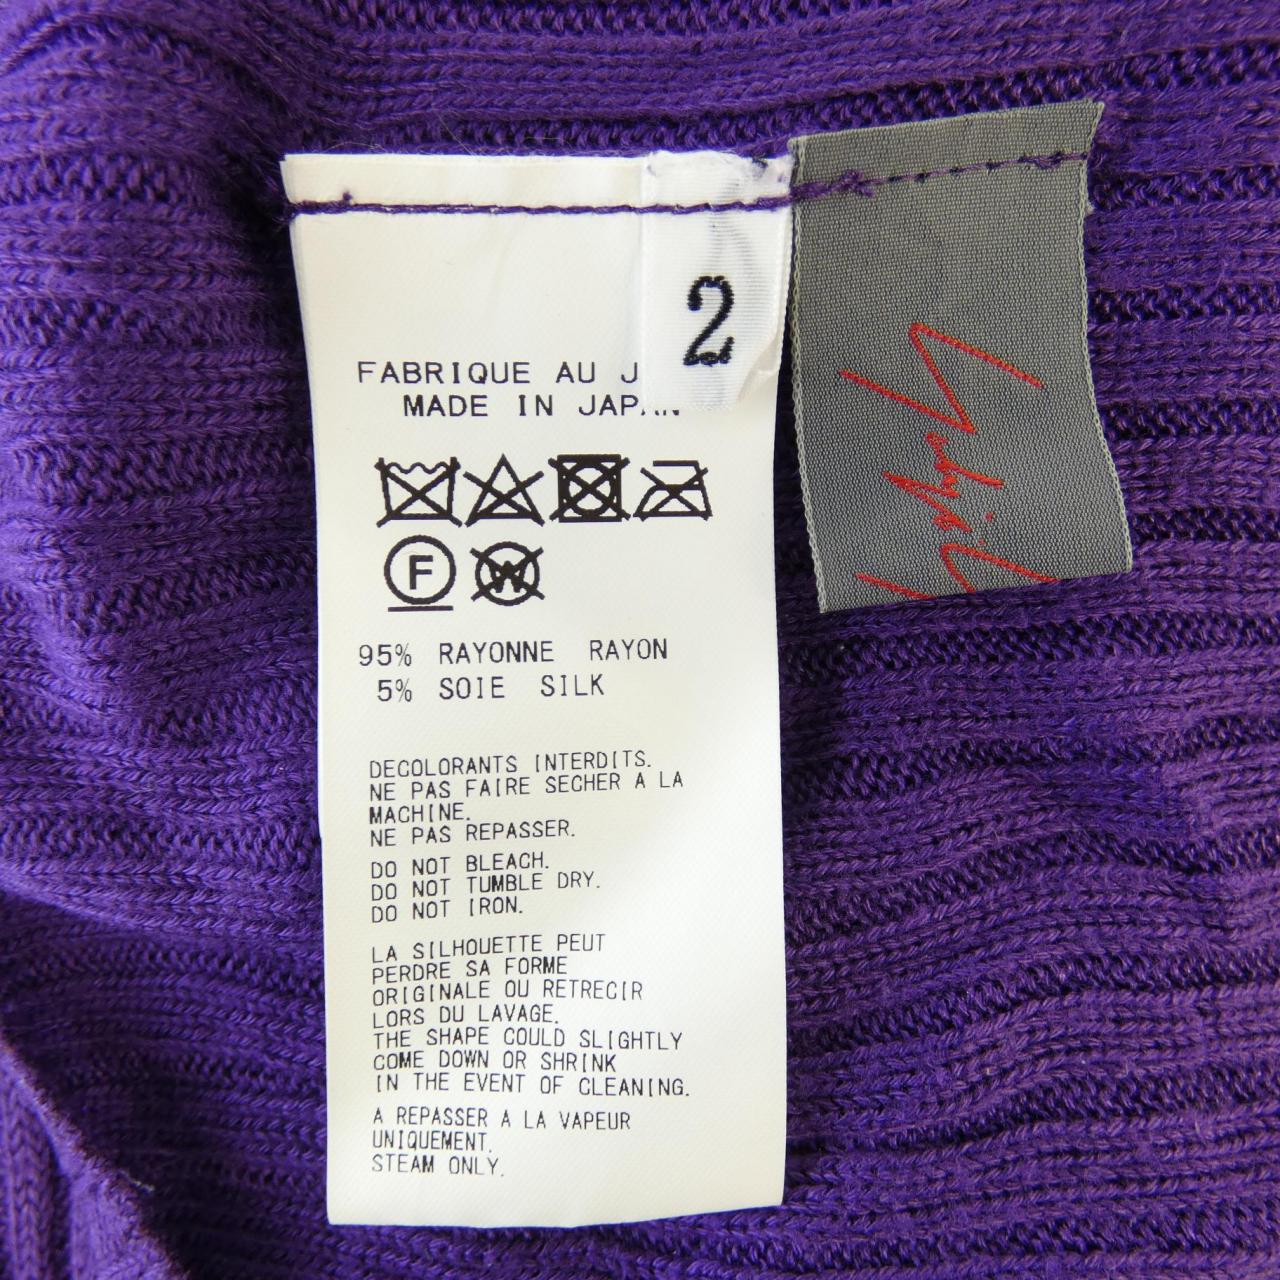 2
FABRIQUE AU J
MADE IN JAPAN
F
W
95% RAYONNE RAYON
5% SOIE SILK
DECOLORANTS INTERDITS.
NE PAS FAIRE SECHER A LA
MACHINE.
NE PAS REPASSER.
DO NOT BLEACH.
DO NOT TUMBLE DRY.
DO NOT IRON.
LA SILHOUETTE PEUT
PERDRE SA FORME
ORIGINALE OU RETRECIR
LORS DU LAVAGE.
THE SHAPE COULD SLIGHTLY
COME DOWN OR SHRINK
IN THE EVENT OF CLEANING.
A REPASSER A LA VAPEUR
UNIQUEMENT.
STEAM ONLY.
Yohji